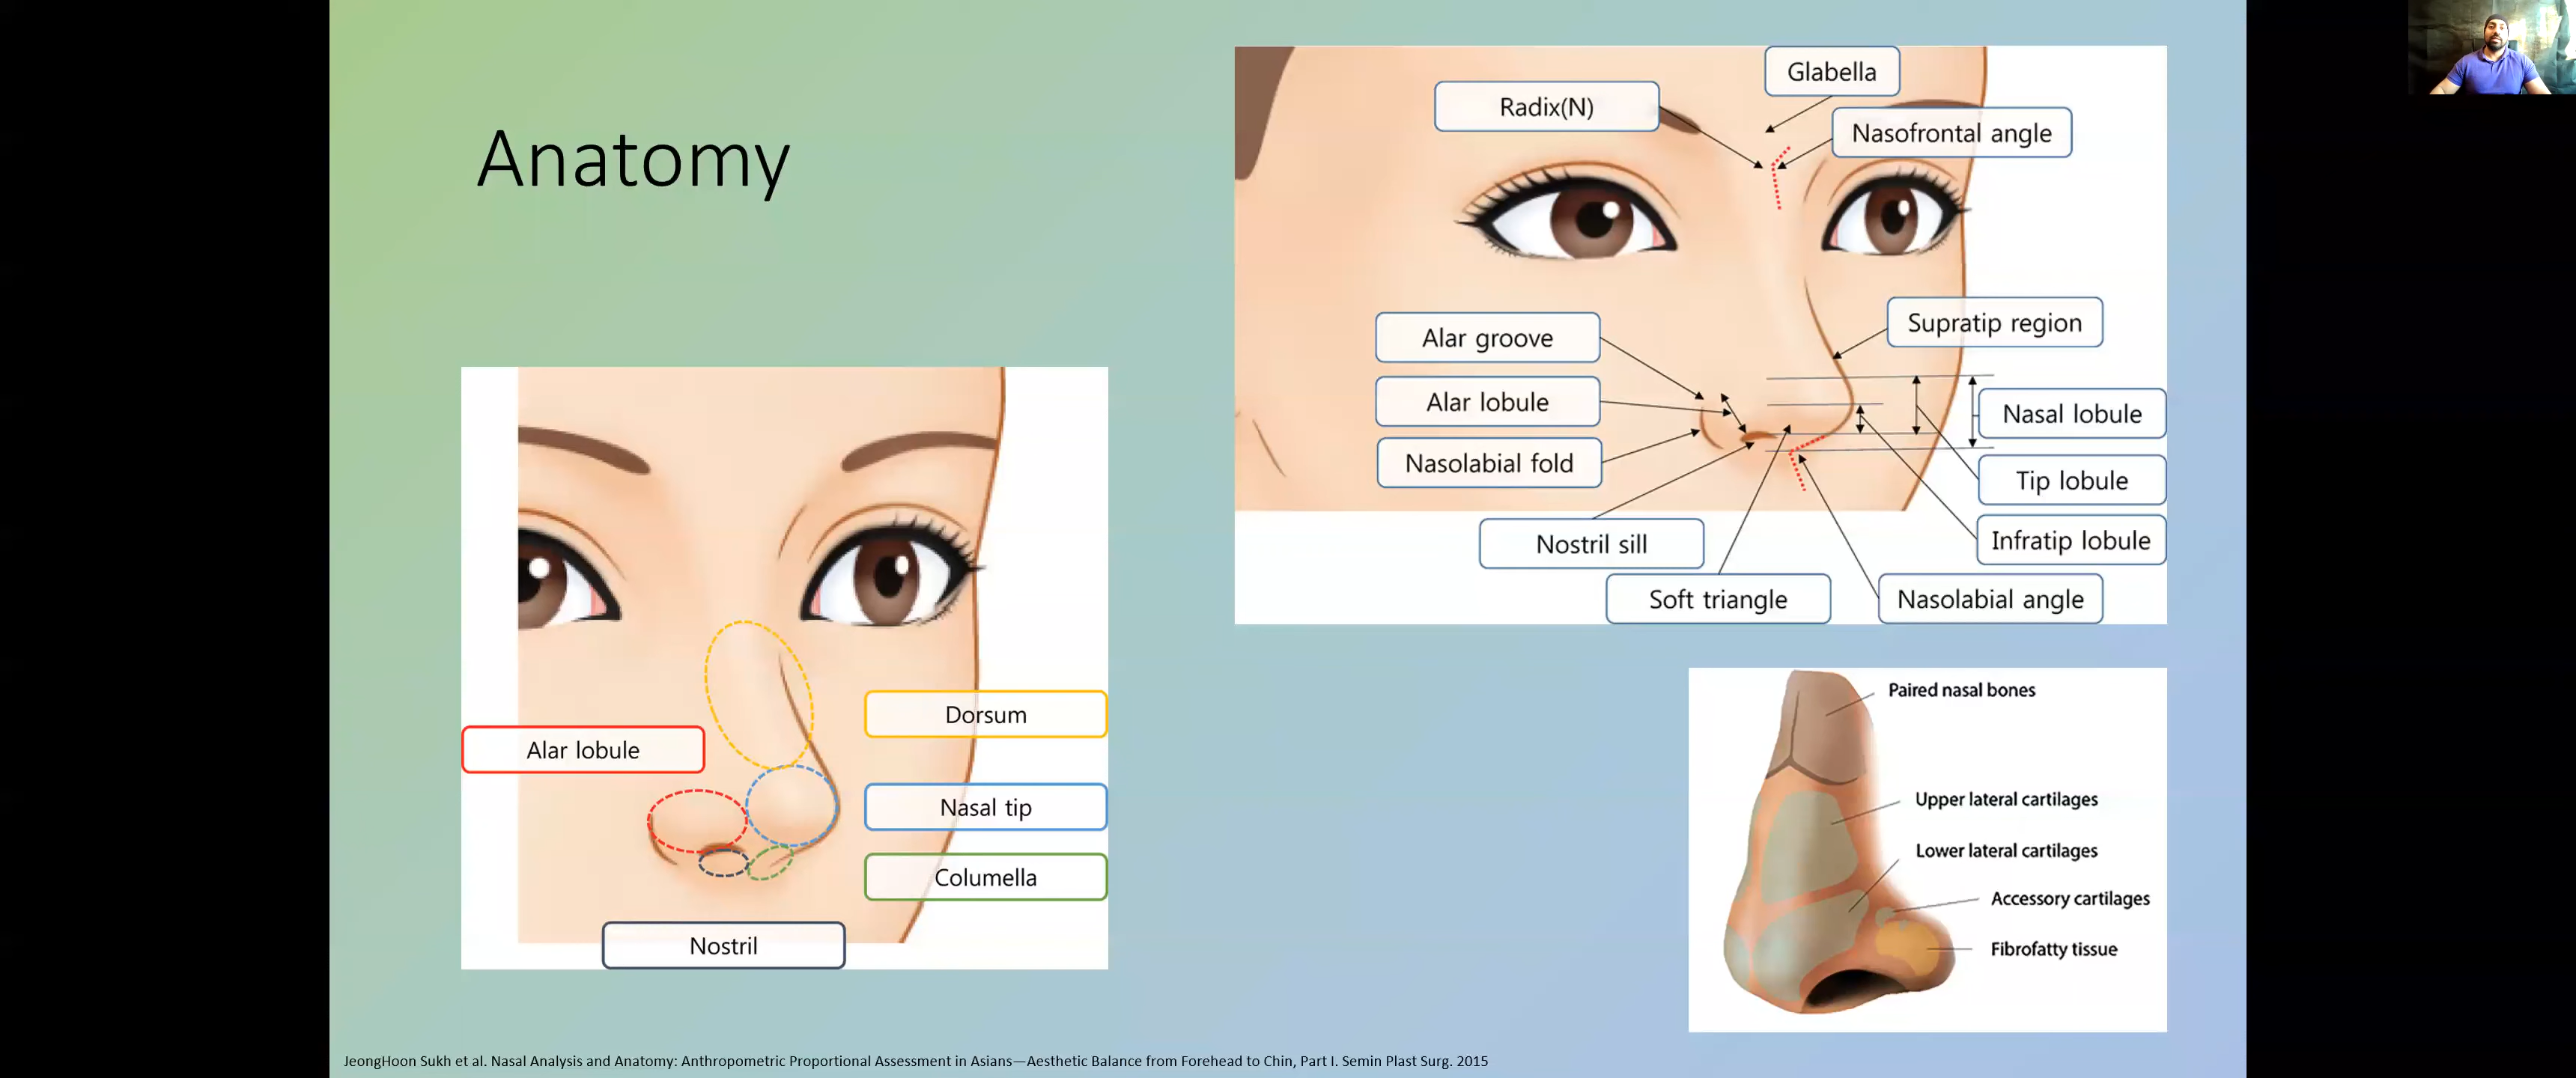 Anatomy
Alar lobule
Dorsum
Nasal tip
Columella
Nostril
Glabella
Radix(N)
Nasofrontal angle
Supratip region
Alar groove
Alar lobule
Nasolabial fold
Nasal lobule
Tip lobule
Infratip lobule
Nostril sill
Soft triangle
Nasolabial angle
Paired nasal bones
Upper lateral cartilages
Lower lateral cartilages
Accessory cartilages
Fibrofatty tissue
JeongHoon Sukh et al. Nasal Analysis and Anatomy: Anthropometric Proportional Assessment in Asians—Aesthetic Balance from Forehead to Chin, Part I. Semin Plast Surg. 2015